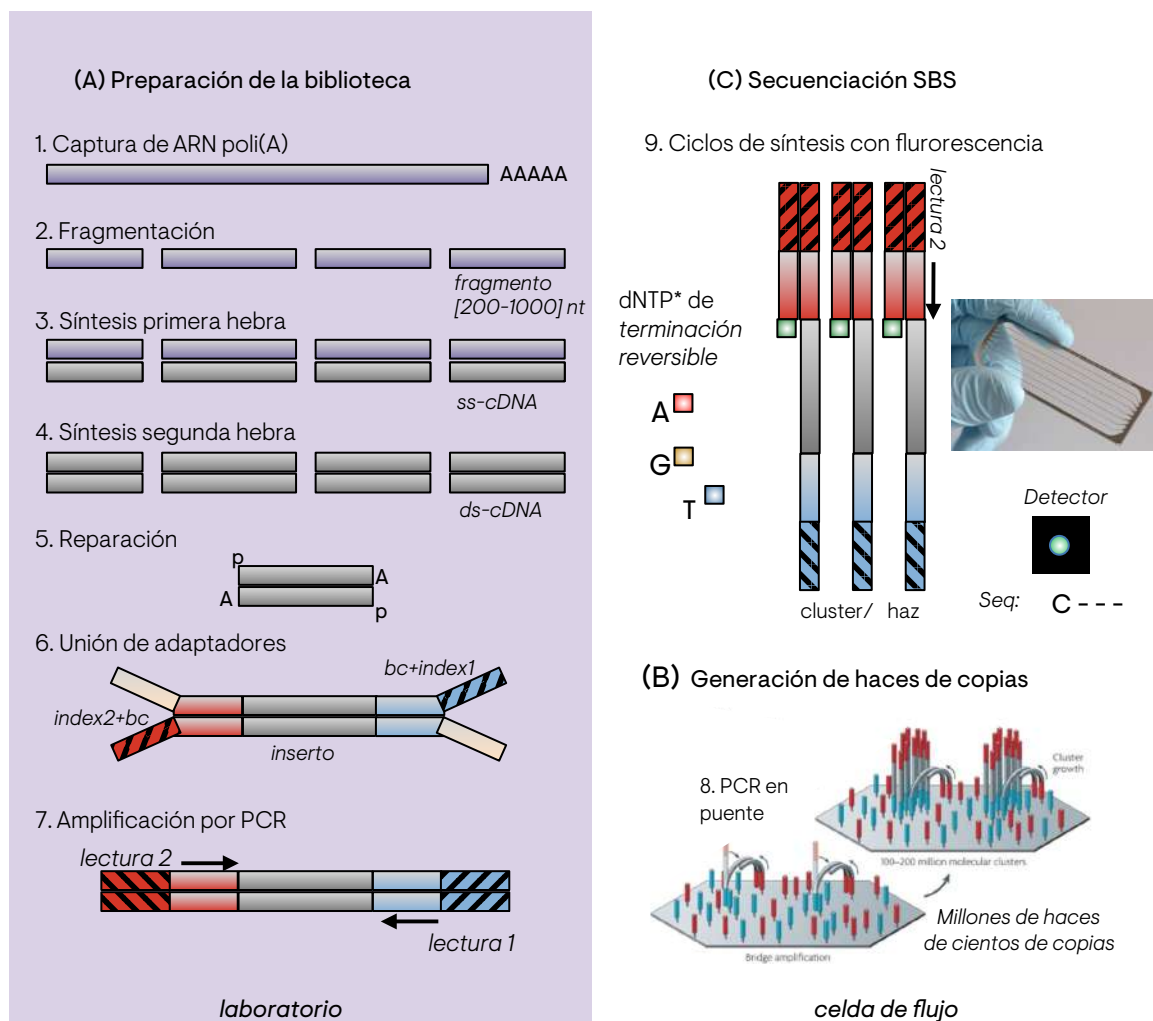 (A) Preparación de la biblioteca
1. Captura de ARN poli(A)
AAAAA
2. Fragmentación
fragmento
[200-1000] nt
3. Síntesis primera hebra
ss-cDNA
4. Síntesis segunda hebra
ds-cDNA
5. Reparación
p
A
A
p
6. Unión de adaptadores
bc+index1
index2+bc
inserto
7. Amplificación por PCR
lectura 2
lectura 1
laboratorio
(C) Secuenciación SBS
9. Ciclos de síntesis con flurorescencia
lectura 2
dNTP* de
terminación
reversible
A
G
T
Detector
Seq: C - - -
cluster/ haz
(B) Generación de haces de copias
8. PCR en
puente
Cluster
growth
100–200 million molecular clusters
Bridge amplification
Millones de haces
de cientos de copias
celda de flujo